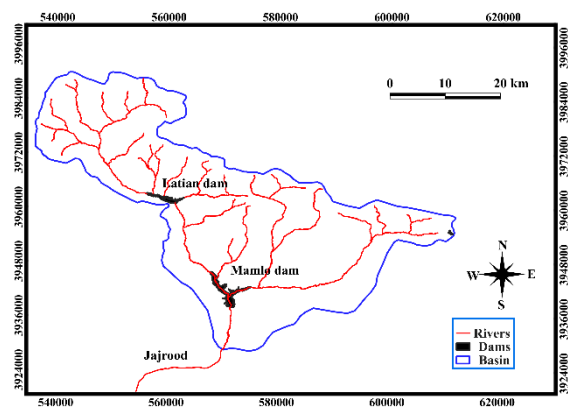 540000 560000 580000 600000 620000
3996000 3996000
3984000 3984000
0 10 20 km
3972000 3972000
Latian dam
3960000 3960000
3948000 3948000
Mamlo dam
N
W E
S
3936000 3936000
Rivers
Dams
Jajrood
Basin
3924000 3924000
540000 560000 580000 600000 620000